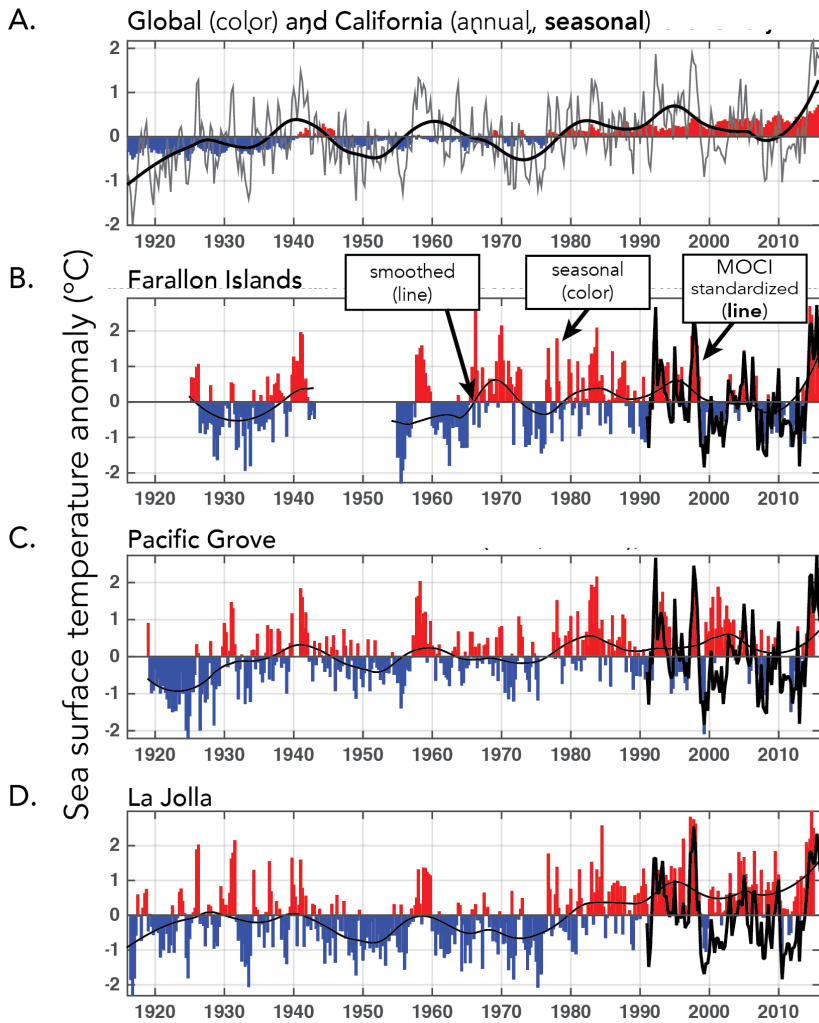 A.
Global (color) and California (annual, seasonal)
2
1
0
-1
-2
1920 1930 1940 1950 1960 1970 1980 1990 2000 2010
Sea surface temperature anomaly (°C)
B.
Farallon Islands
smoothed
(line)
seasonal
(color)
MOCI
standardized
(line)
2
1
0
-1
-2
1920 1930 1940 1950 1960 1970 1980 1990 2000 2010
C.
Pacific Grove
2
1
0
-1
-2
1920 1930 1940 1950 1960 1970 1980 1990 2000 2010
D.
La Jolla
2
1
0
-1
-2
1920 1930 1940 1950 1960 1970 1980 1990 2000 2010